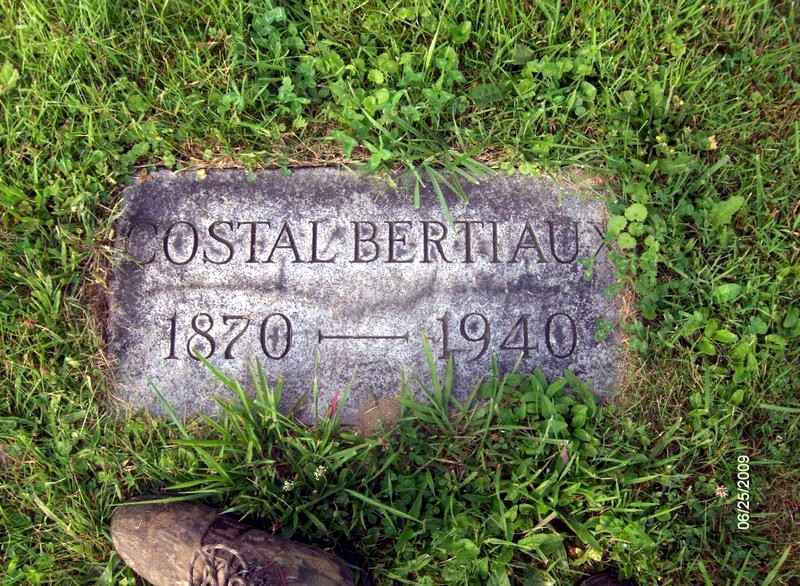 COSTAL BERTIAUX
1870 — 1940
06/25/2009